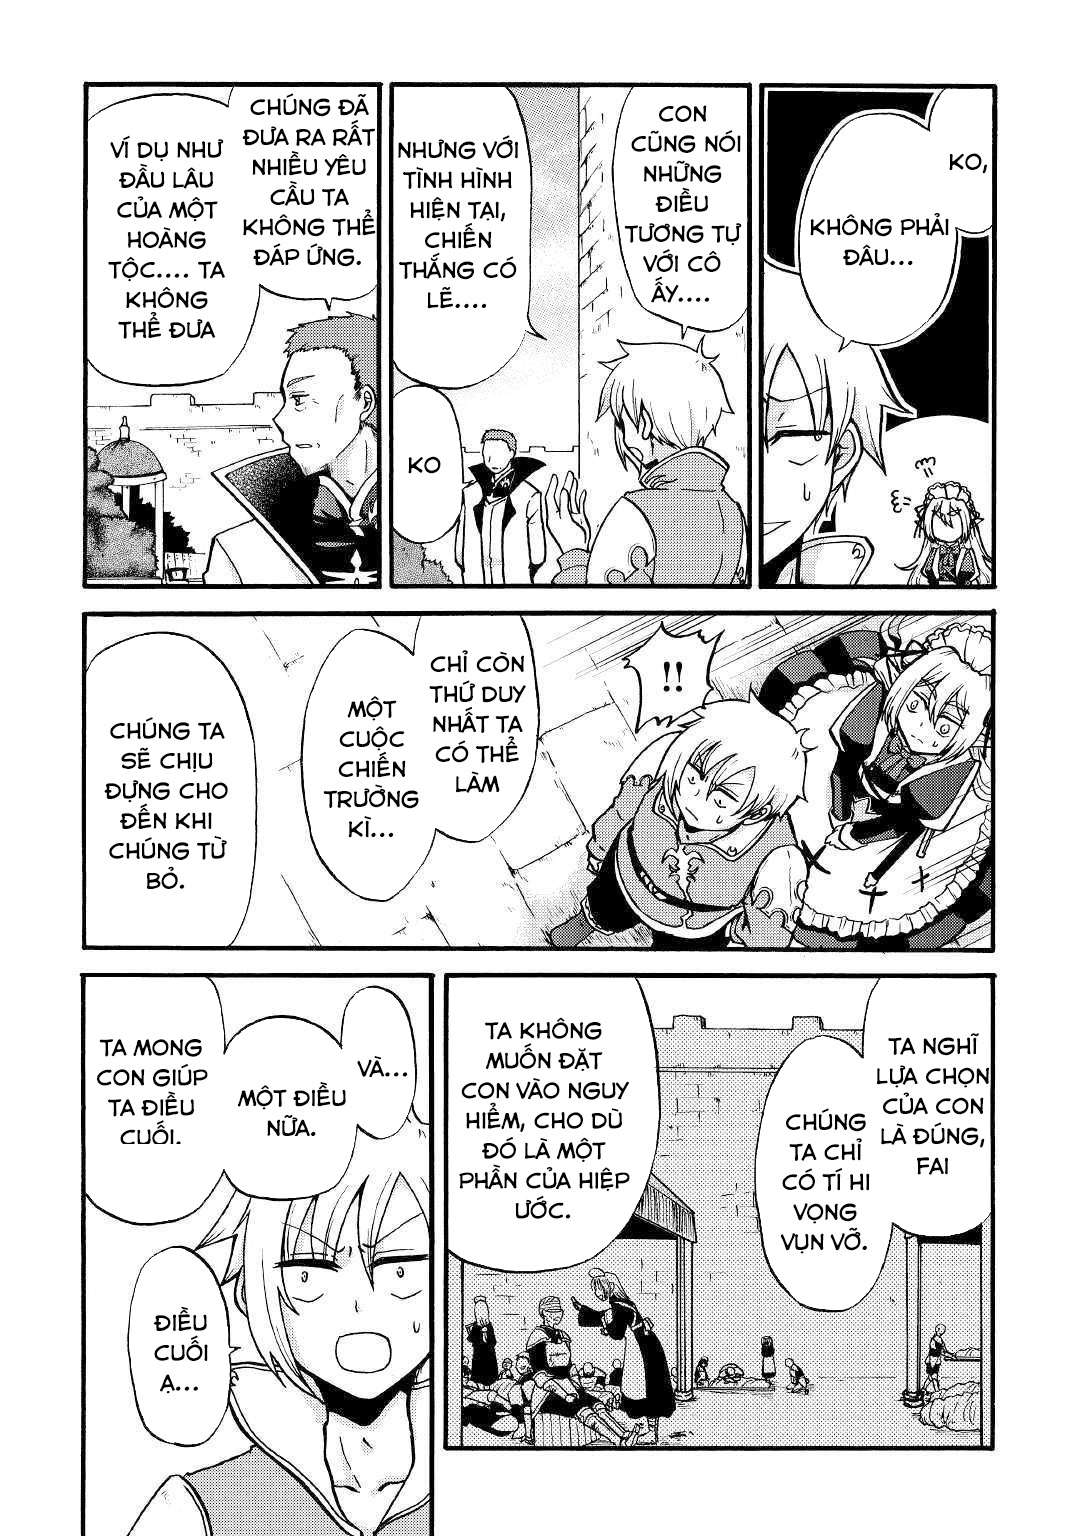 KO,
KHÔNG PHẢI
ĐÂU...
CON
CŨNG NÓI
NHỮNG
ĐIỀU
TƯƠNG TỰ
VỚI CÔ
ẤY....
NHƯNG VỚI
TÌNH HÌNH
HIỆN TẠI,
CHIẾN
THẮNG CÓ
LẼ....
KO
CHÚNG ĐÃ
ĐƯA RA RẤT
NHIỀU YÊU
CẦU TA
KHÔNG THỂ
ĐÁP ỨNG.
VÍ DỤ NHƯ
ĐẦU LÂU
CỦA MỘT
HOÀNG
TỘC.... TA
KHÔNG
THỂ ĐƯA
!!
CHỈ CÒN
THỨ DUY
NHẤT TA
CÓ THỂ
LÀM
MỘT
CUỘC
CHIẾN
TRƯỜNG
KÌ...
CHÚNG TA
SẼ CHỊU
ĐỰNG CHO
ĐẾN KHI
CHÚNG TỪ
BỎ.
TA NGHĨ
LỰA CHỌN
CỦA CON
LÀ ĐÚNG,
FAI
CHÚNG
TA CHỈ
CÓ TÍ HI
VỌNG
VỤN VỠ.
TA KHÔNG
MUỐN ĐẶT
CON VÀO NGUY
HIỂM, CHO DÙ
ĐÓ LÀ MỘT
PHẦN CỦA HIỆP
ƯỚC.
VÀ...
MỘT ĐIỀU
NỮA.
TA MONG
CON GIÚP
TA ĐIỀU
CUỐI.
ĐIỀU
CUỐI
Ạ...